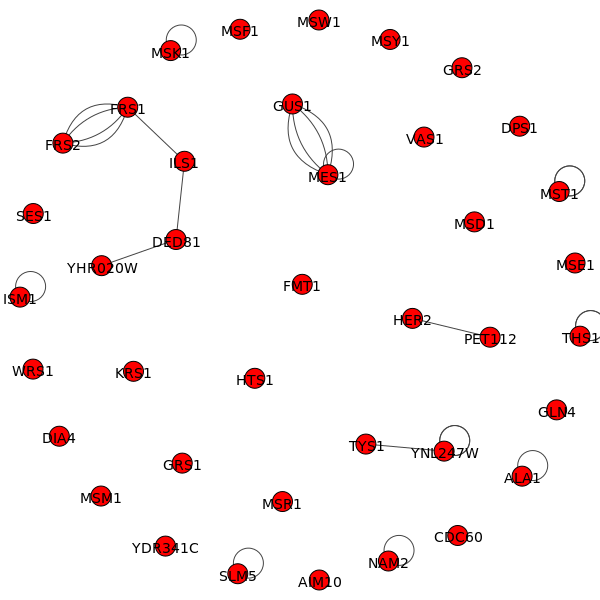 MSW1
MSF1
MSY1
MSK1
GRS2
GUS1
FRS1
DPS1
VAS1
FRS2
ILS1
MES1
MST1
SES1
MSD1
DED81
YHR020W
MSE1
FMT1
ISM1
HER2
THS1
PET112
WRS1
KRS1
HTS1
GLN4
DIA4
TYS1
YNL247W
GRS1
ALA1
MSM1
MSR1
CDC60
YDR341C
NAM2
SLM5
AIM10